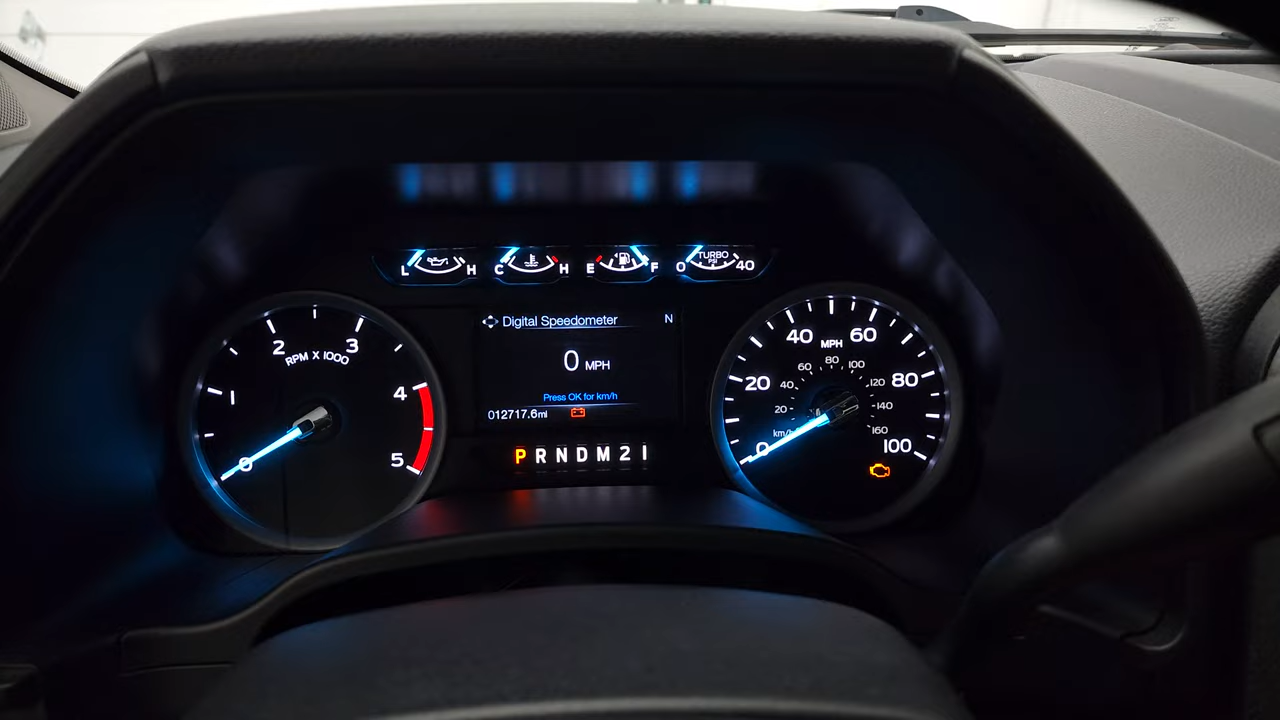 L H C H E F 0 TURBO PSI 40
Digital Speedometer N
0 MPH
Press OK for km/h
012717.6mi
P R N D M 2 1
0 1 2 3 4 5
RPM X 1000
0 20 40 60 80 100
MPH
20 40 60 80 100 120 140 160
km/h